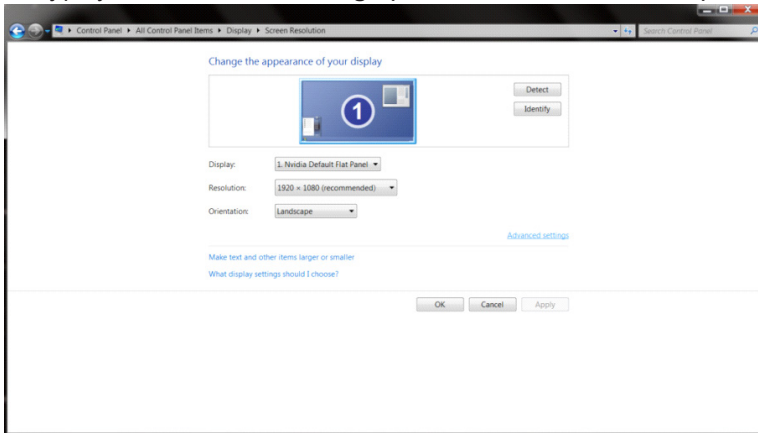 Control Panel ▸ All Control Panel Items ▸ Display ▸ Screen Resolution
Search Control Panel
Change the appearance of your display
1
Detect
Identify
Display: 1. Nvidia Default Flat Panel
Resolution: 1920 × 1080 (recommended)
Orientation: Landscape
Advanced settings
Make text and other items larger or smaller
What display settings should I choose?
OK Cancel Apply